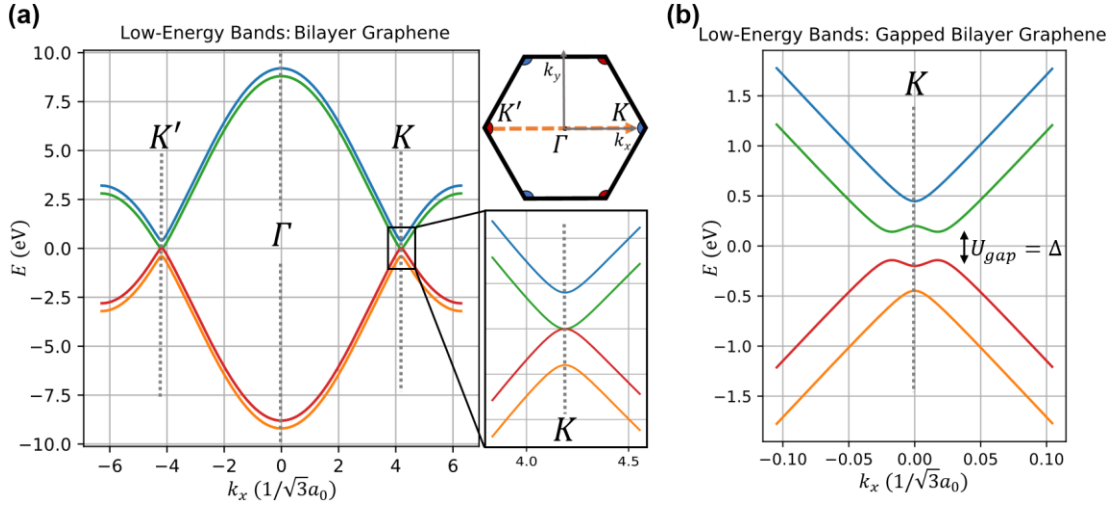 (a)
Low-Energy Bands: Bilayer Graphene
10.0
7.5
5.0
2.5
0.0
−2.5
−5.0
−7.5
−10.0
E (eV)
K′
K
Γ
−6
−4
−2
0
2
4
6
k_x (1/√3a_0)
k_y
K′
K
Γ
k_x
K
4.0
4.5
(b)
Low-Energy Bands: Gapped Bilayer Graphene
1.5
1.0
0.5
0.0
−0.5
−1.0
−1.5
E (eV)
K
U_{gap} = Δ
−0.10
−0.05
0.00
0.05
0.10
k_x (1/√3a_0)